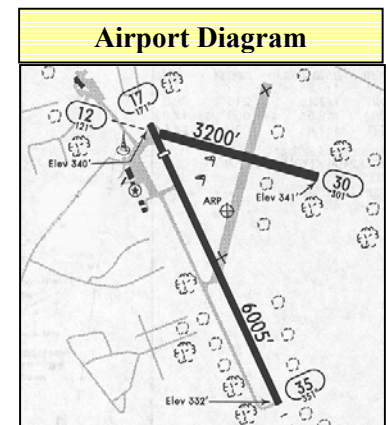 Airport Diagram
17
171'
12
121'
3200'
Elev 340'
30
301'
Elev 341'
ARP
6005'
35
351'
Elev 332'